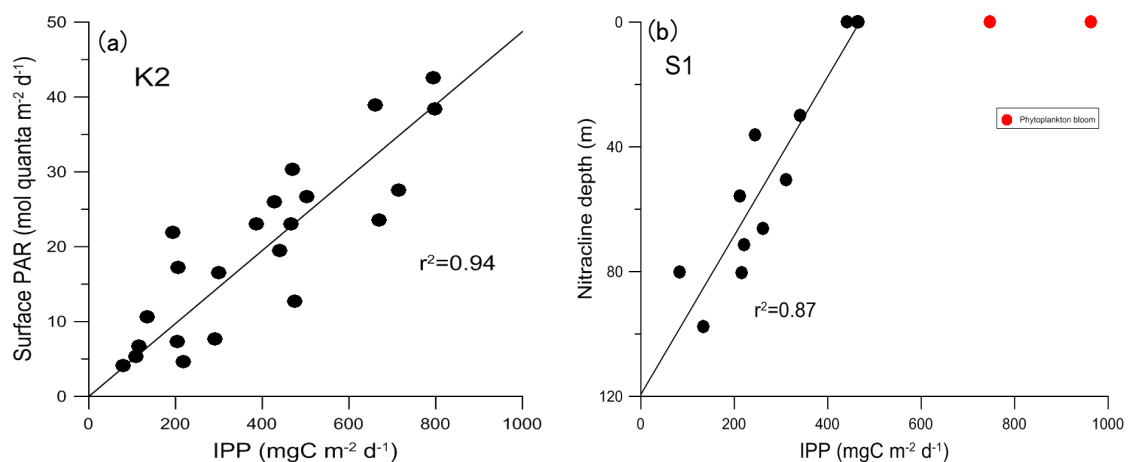 (a)
K2
50
40
30
20
10
0
Surface PAR (mol quanta m⁻² d⁻¹)
r²=0.94
0 200 400 600 800 1000
IPP (mgC m⁻² d⁻¹)
(b)
S1
0
40
80
120
Nitracline depth (m)
Phytoplankton bloom
r²=0.87
0 200 400 600 800 1000
IPP (mgC m⁻² d⁻¹)